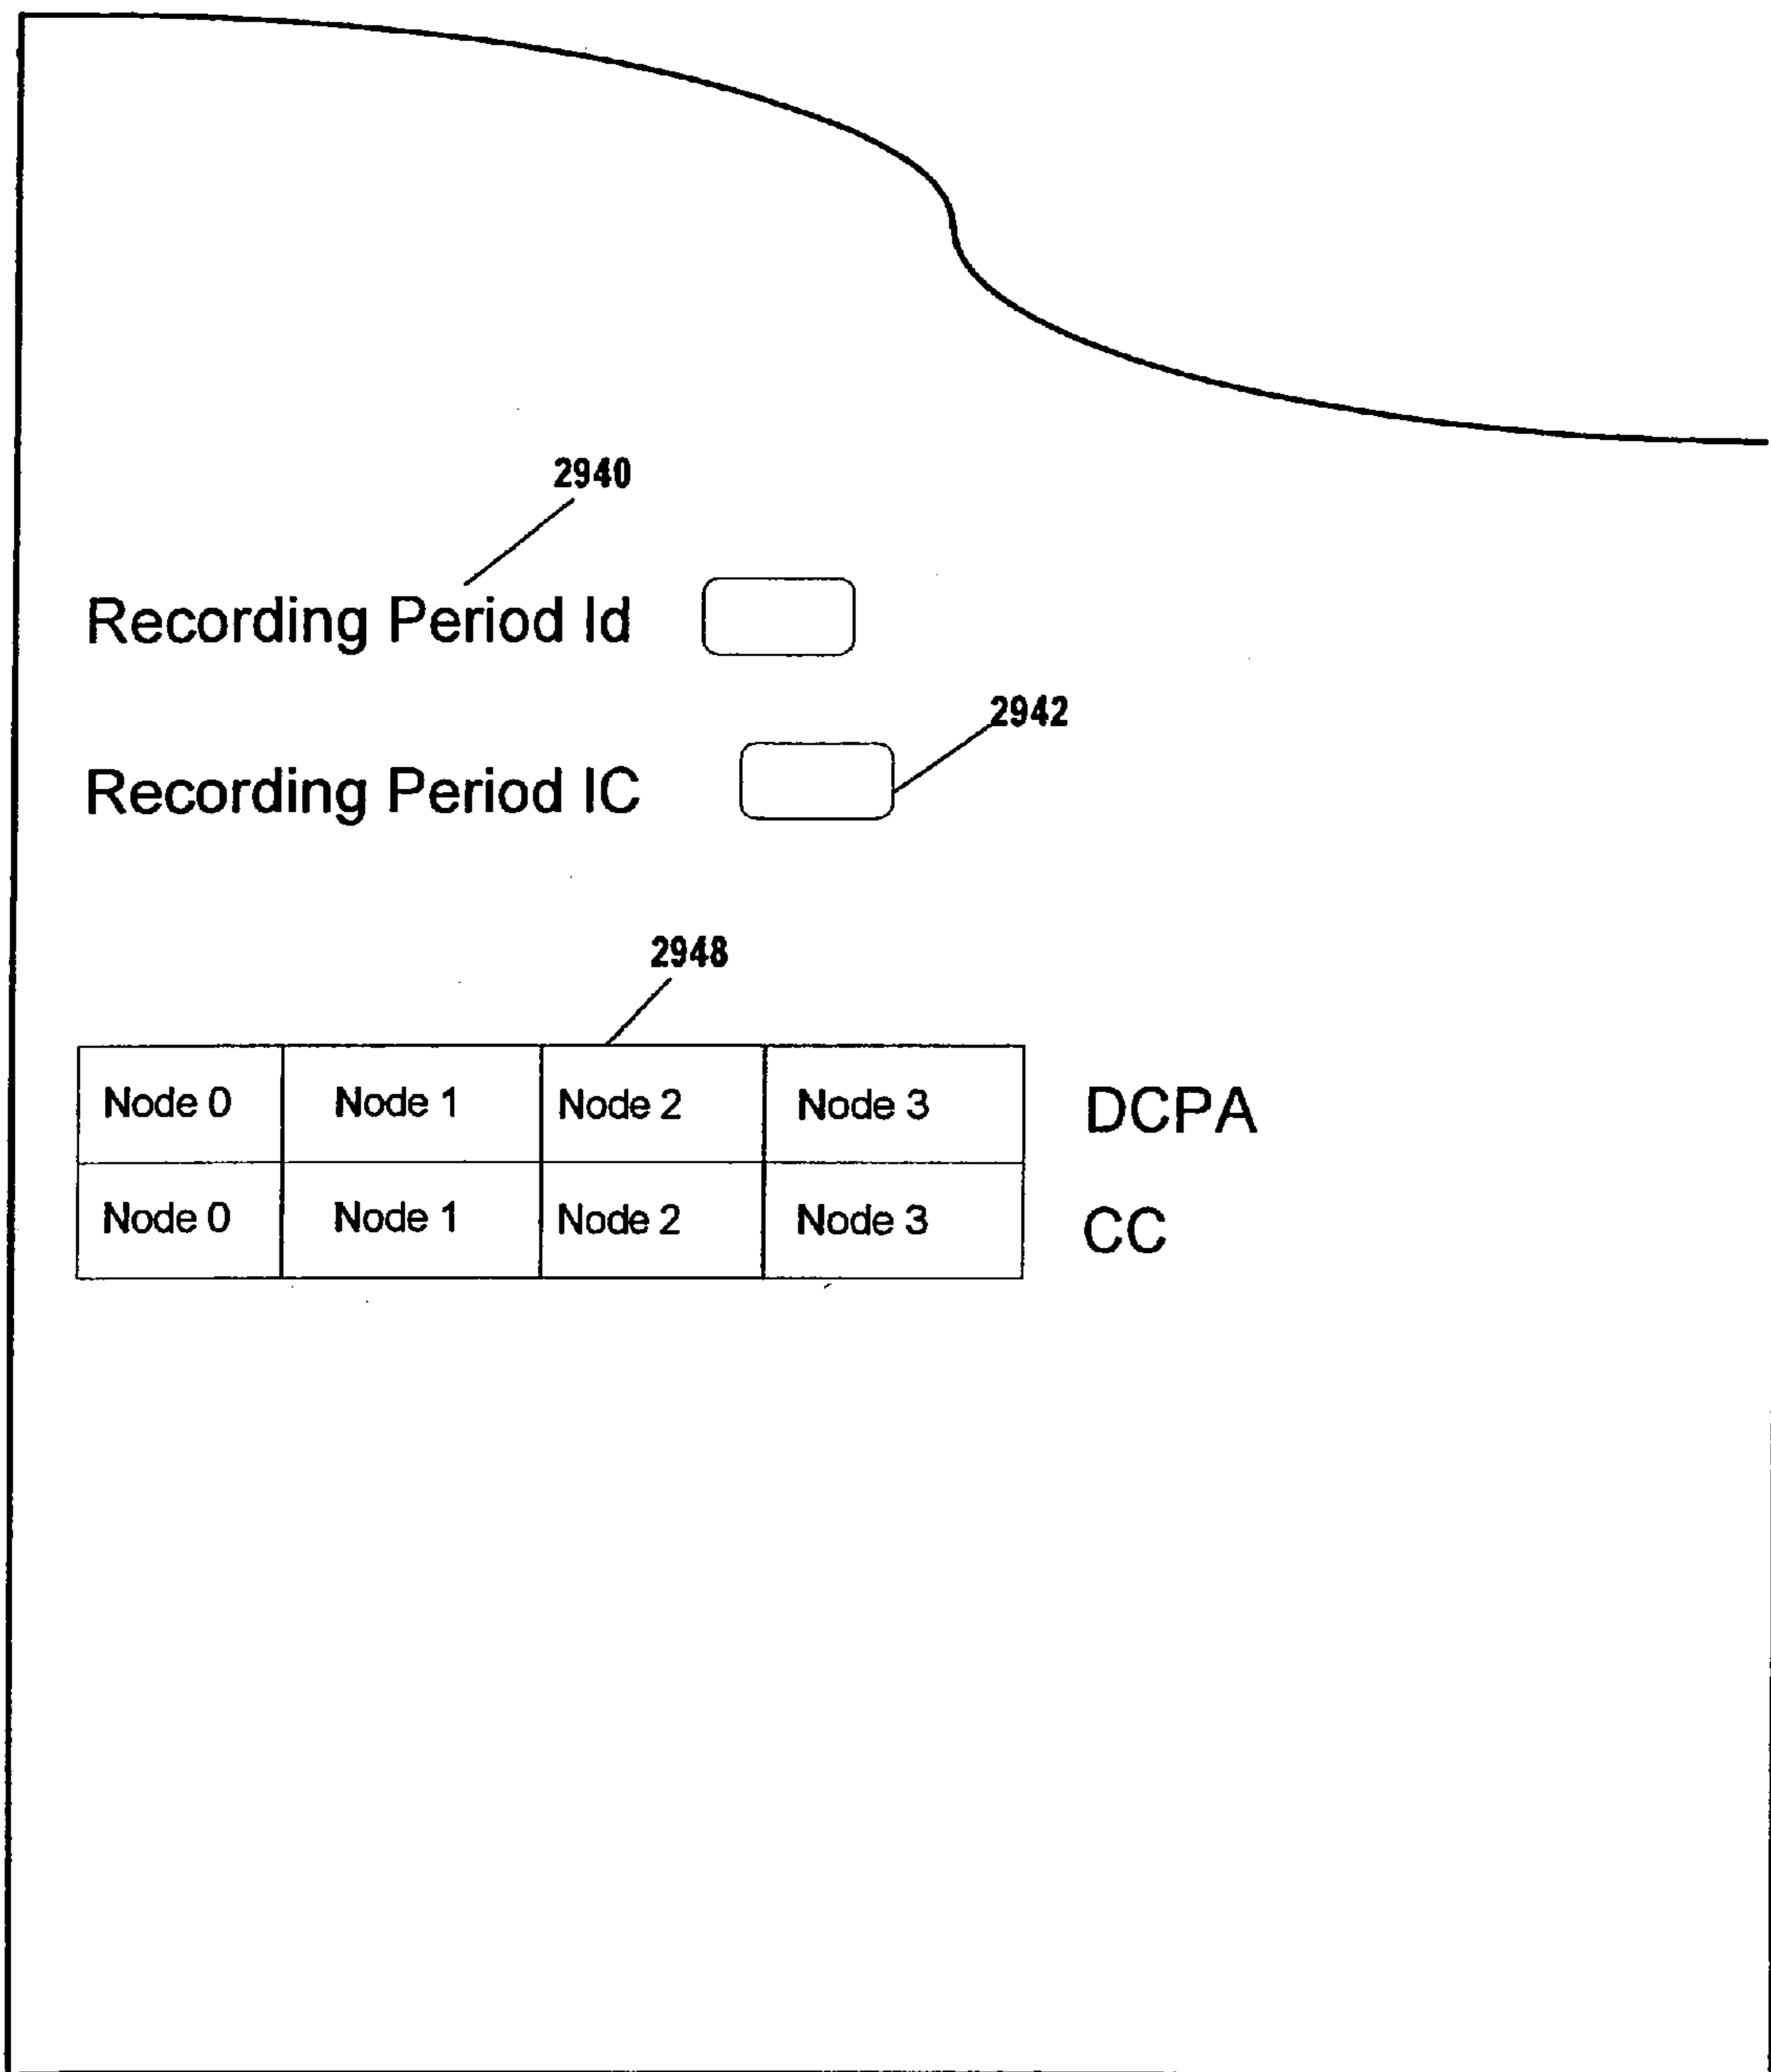 2940
Recording Period Id
2942
Recording Period IC
2948
Node 0 Node 1 Node 2 Node 3 DCPA
Node 0 Node 1 Node 2 Node 3 CC